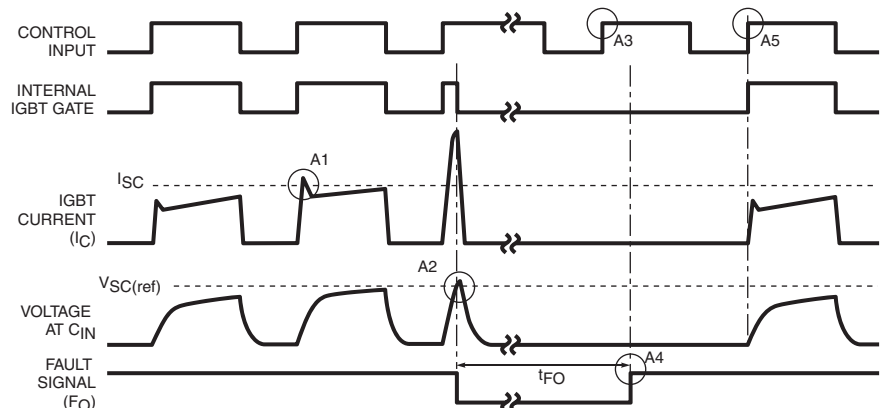 CONTROL
INPUT
A3
A5
INTERNAL
IGBT GATE
ISC
A1
IGBT
CURRENT
(IC)
A2
VSC(ref)
VOLTAGE
AT CIN
FAULT
SIGNAL
(FO)
tFO
A4